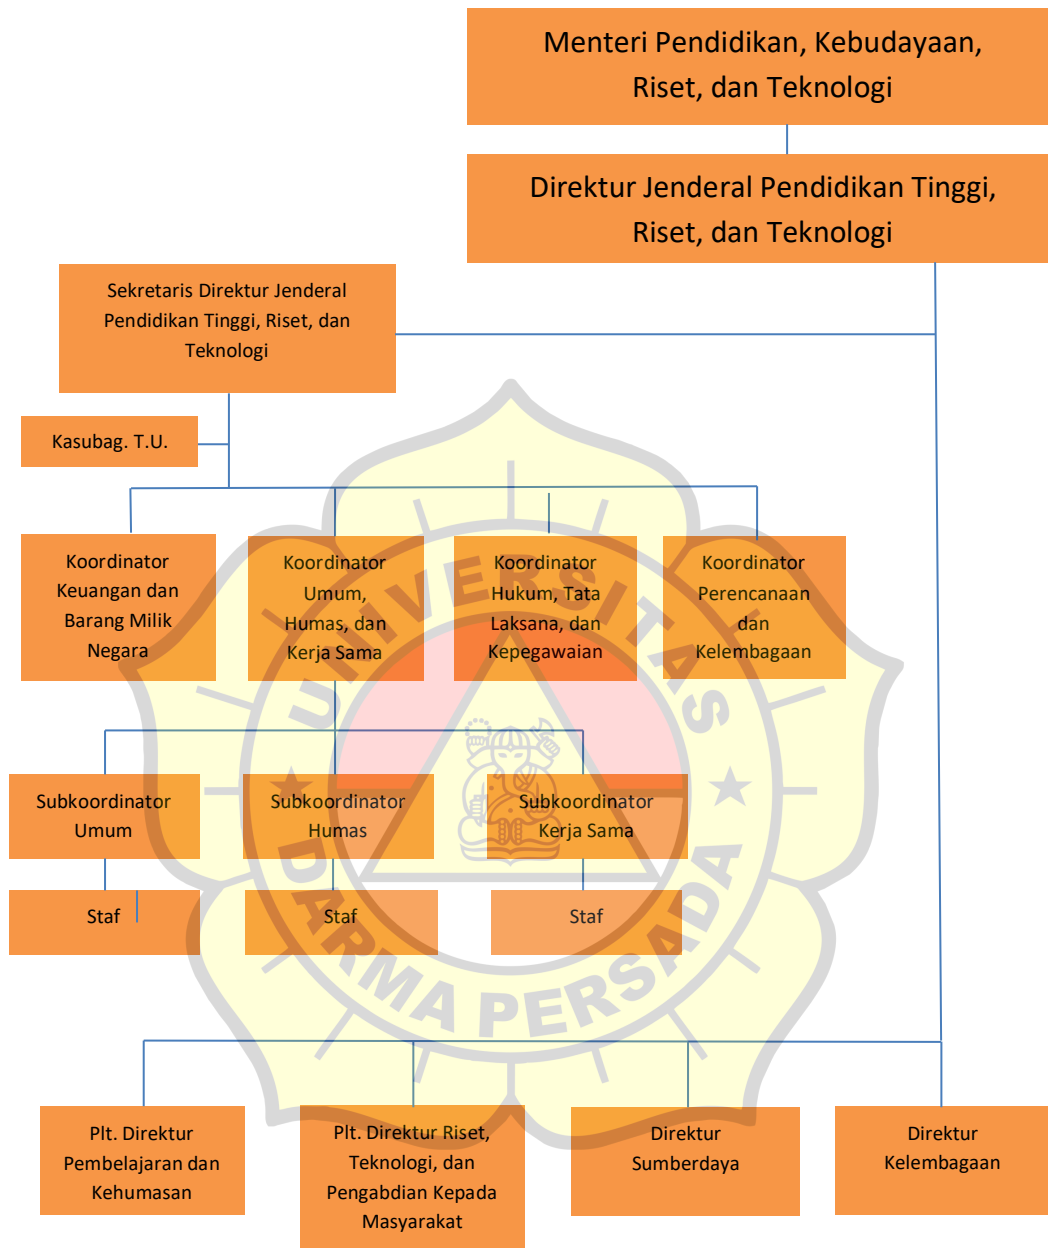 Menteri Pendidikan, Kebudayaan,
Riset, dan Teknologi
Direktur Jenderal Pendidikan Tinggi,
Riset, dan Teknologi
Sekretaris Direktur Jenderal
Pendidikan Tinggi, Riset, dan
Teknologi
Kasubag. T.U.
Koordinator
Keuangan dan
Barang Milik
Negara
Koordinator
Umum,
Humas, dan
Kerja Sama
Koordinator
Hukum, Tata
Laksana, dan
Kepegawaian
Koordinator
Perencanaan
dan
Kelembagaan
Subkoordinator
Umum
Subkoordinator
Humas
Subkoordinator
Kerja Sama
Staf
Staf
Staf
Plt. Direktur
Pembelajaran dan
Kehumasan
Plt. Direktur Riset,
Teknologi, dan
Pengabdian Kepada
Masyarakat
Direktur
Sumberdaya
Direktur
Kelembagaan
UNIVERSITAS
DARMA PERSADA